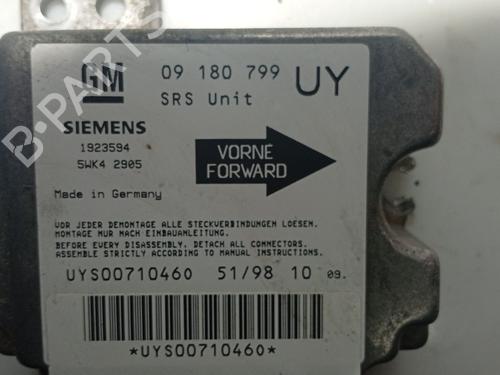 GM
09 180 799
UY
SRS Unit
SIEMENS
1923594
5WK4 2905
VORNE
FORWARD
Made in Germany
VOR JEDER DEMONTAGE ALLE STECKVERBINDUNGEN LOESEN.
MONTAGE NUR NACH EINBAUANLEITUNG.
BEFORE EVERY DISASSEMBLY, DETACH ALL CONNECTORS.
ASSEMBLE STRICTLY ACCORDING TO MANUAL INSTRUCTIONS.
UYS00710460 51/98 10 09.
*UYS00710460*
B-PARTS
B-PARTS
B-PARTS